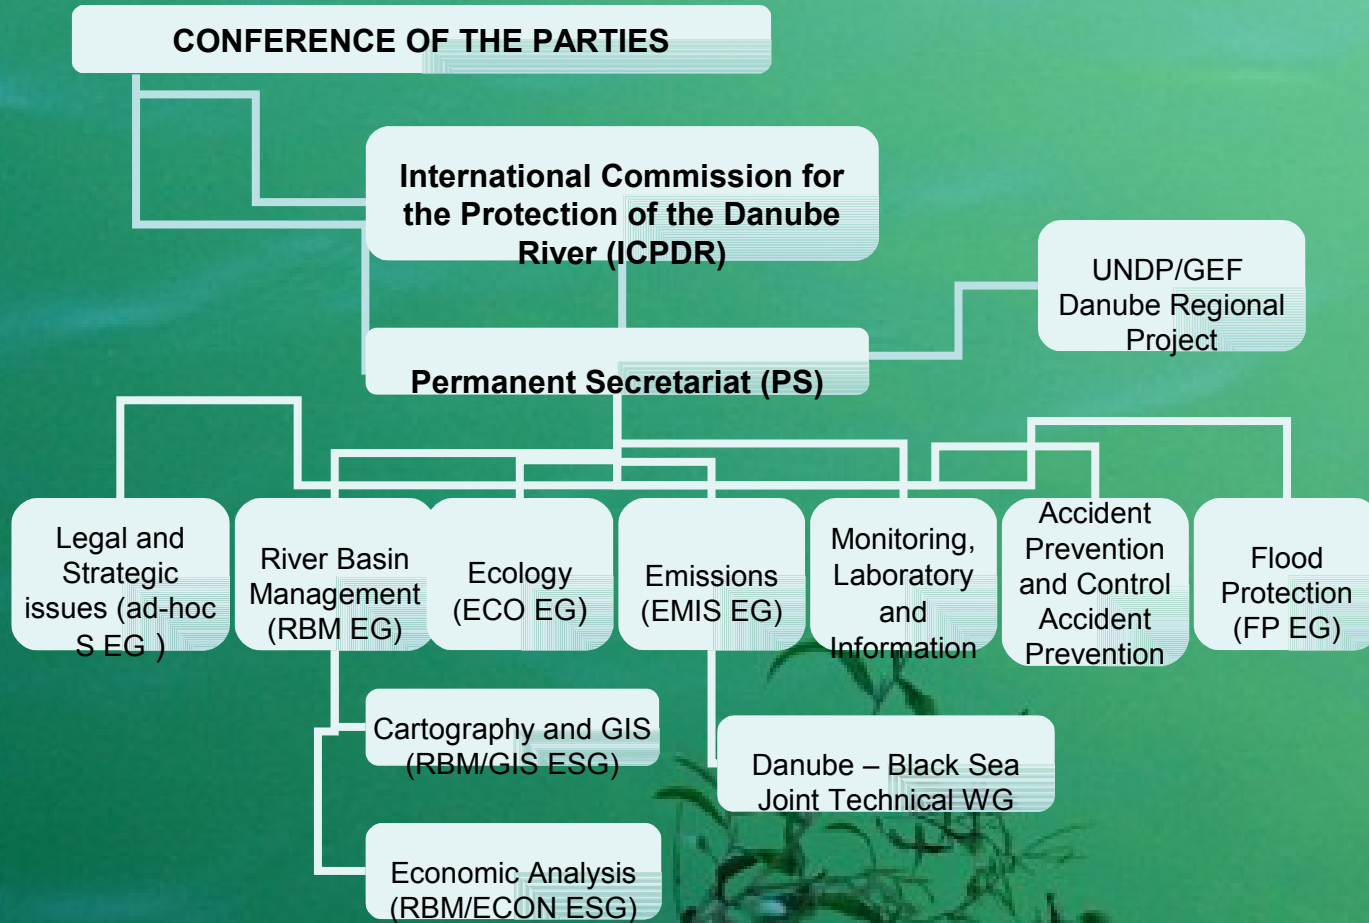 CONFERENCE OF THE PARTIES
International Commission for
the Protection of the Danube
River (ICPDR)
UNDP/GEF
Danube Regional
Project
Permanent Secretariat (PS)
Legal and
Strategic
issues (ad-hoc
S EG )
River Basin
Management
(RBM EG)
Ecology
(ECO EG)
Emissions
(EMIS EG)
Monitoring,
Laboratory
and
Information
Accident
Prevention
and Control
Accident
Prevention
Flood
Protection
(FP EG)
Cartography and GIS
(RBM/GIS ESG)
Danube – Black Sea
Joint Technical WG
Economic Analysis
(RBM/ECON ESG)